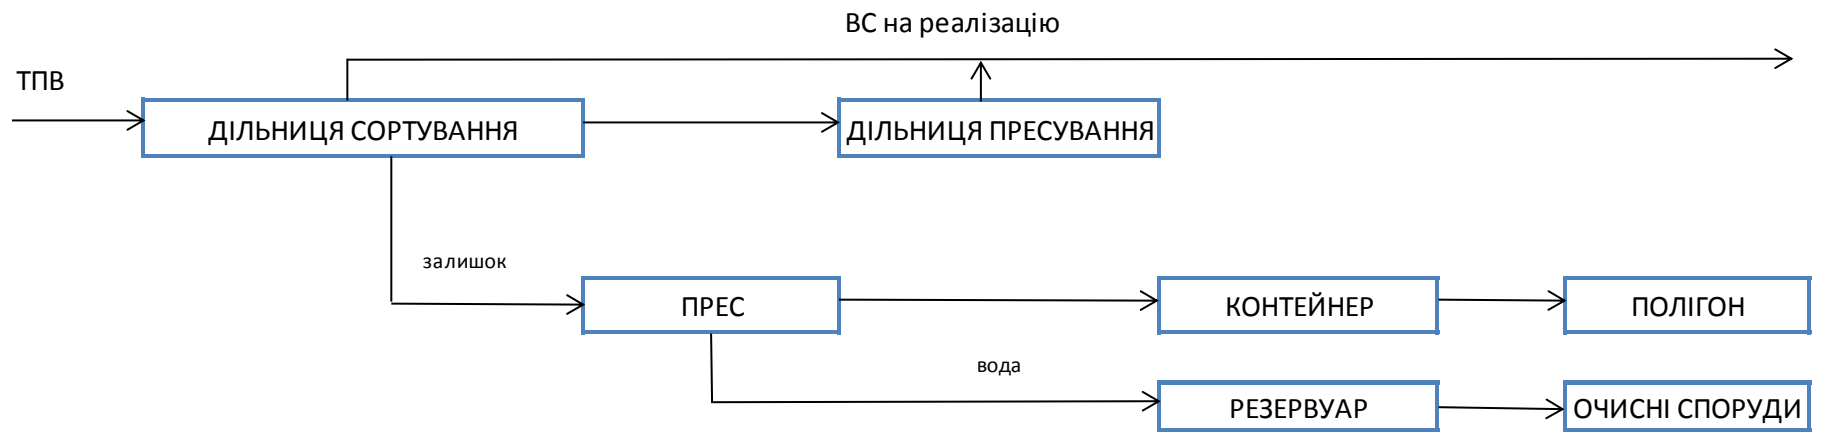 ВС на реалізацію
ТПВ
ДІЛЬНИЦЯ СОРТУВАННЯ
ДІЛЬНИЦЯ ПРЕСУВАННЯ
залишок
ПРЕС
КОНТЕЙНЕР
ПОЛІГОН
вода
РЕЗЕРВУАР
ОЧИСНІ СПОРУДИ